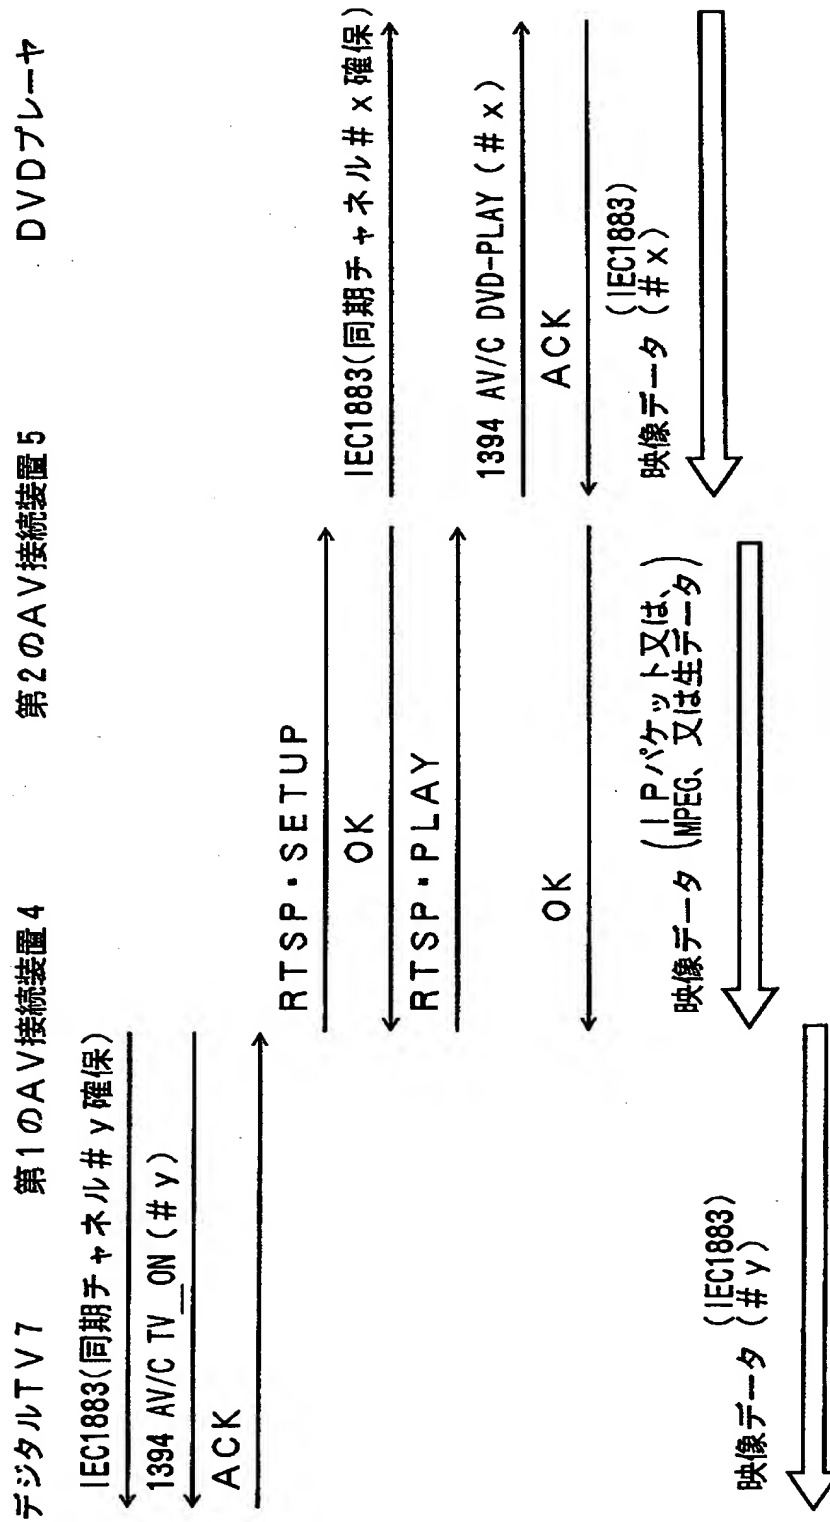 デジタルTV7
第1のAV接続装置4
第2のAV接続装置5
DVDプレーヤ
IEC1883(同期チャネル#y確保)
1394 AV/C TV_ON(#y)
ACK
RTSP・SETUP
OK
IEC1883(同期チャネル#x確保)
RTSP・PLAY
1394 AV/C DVD-PLAY(#x)
OK
ACK
映像データ(IPパケット又は、
MPEG、又は生データ)
(IEC1883)
映像データ(#x)
(IEC1883)
映像データ(#y)